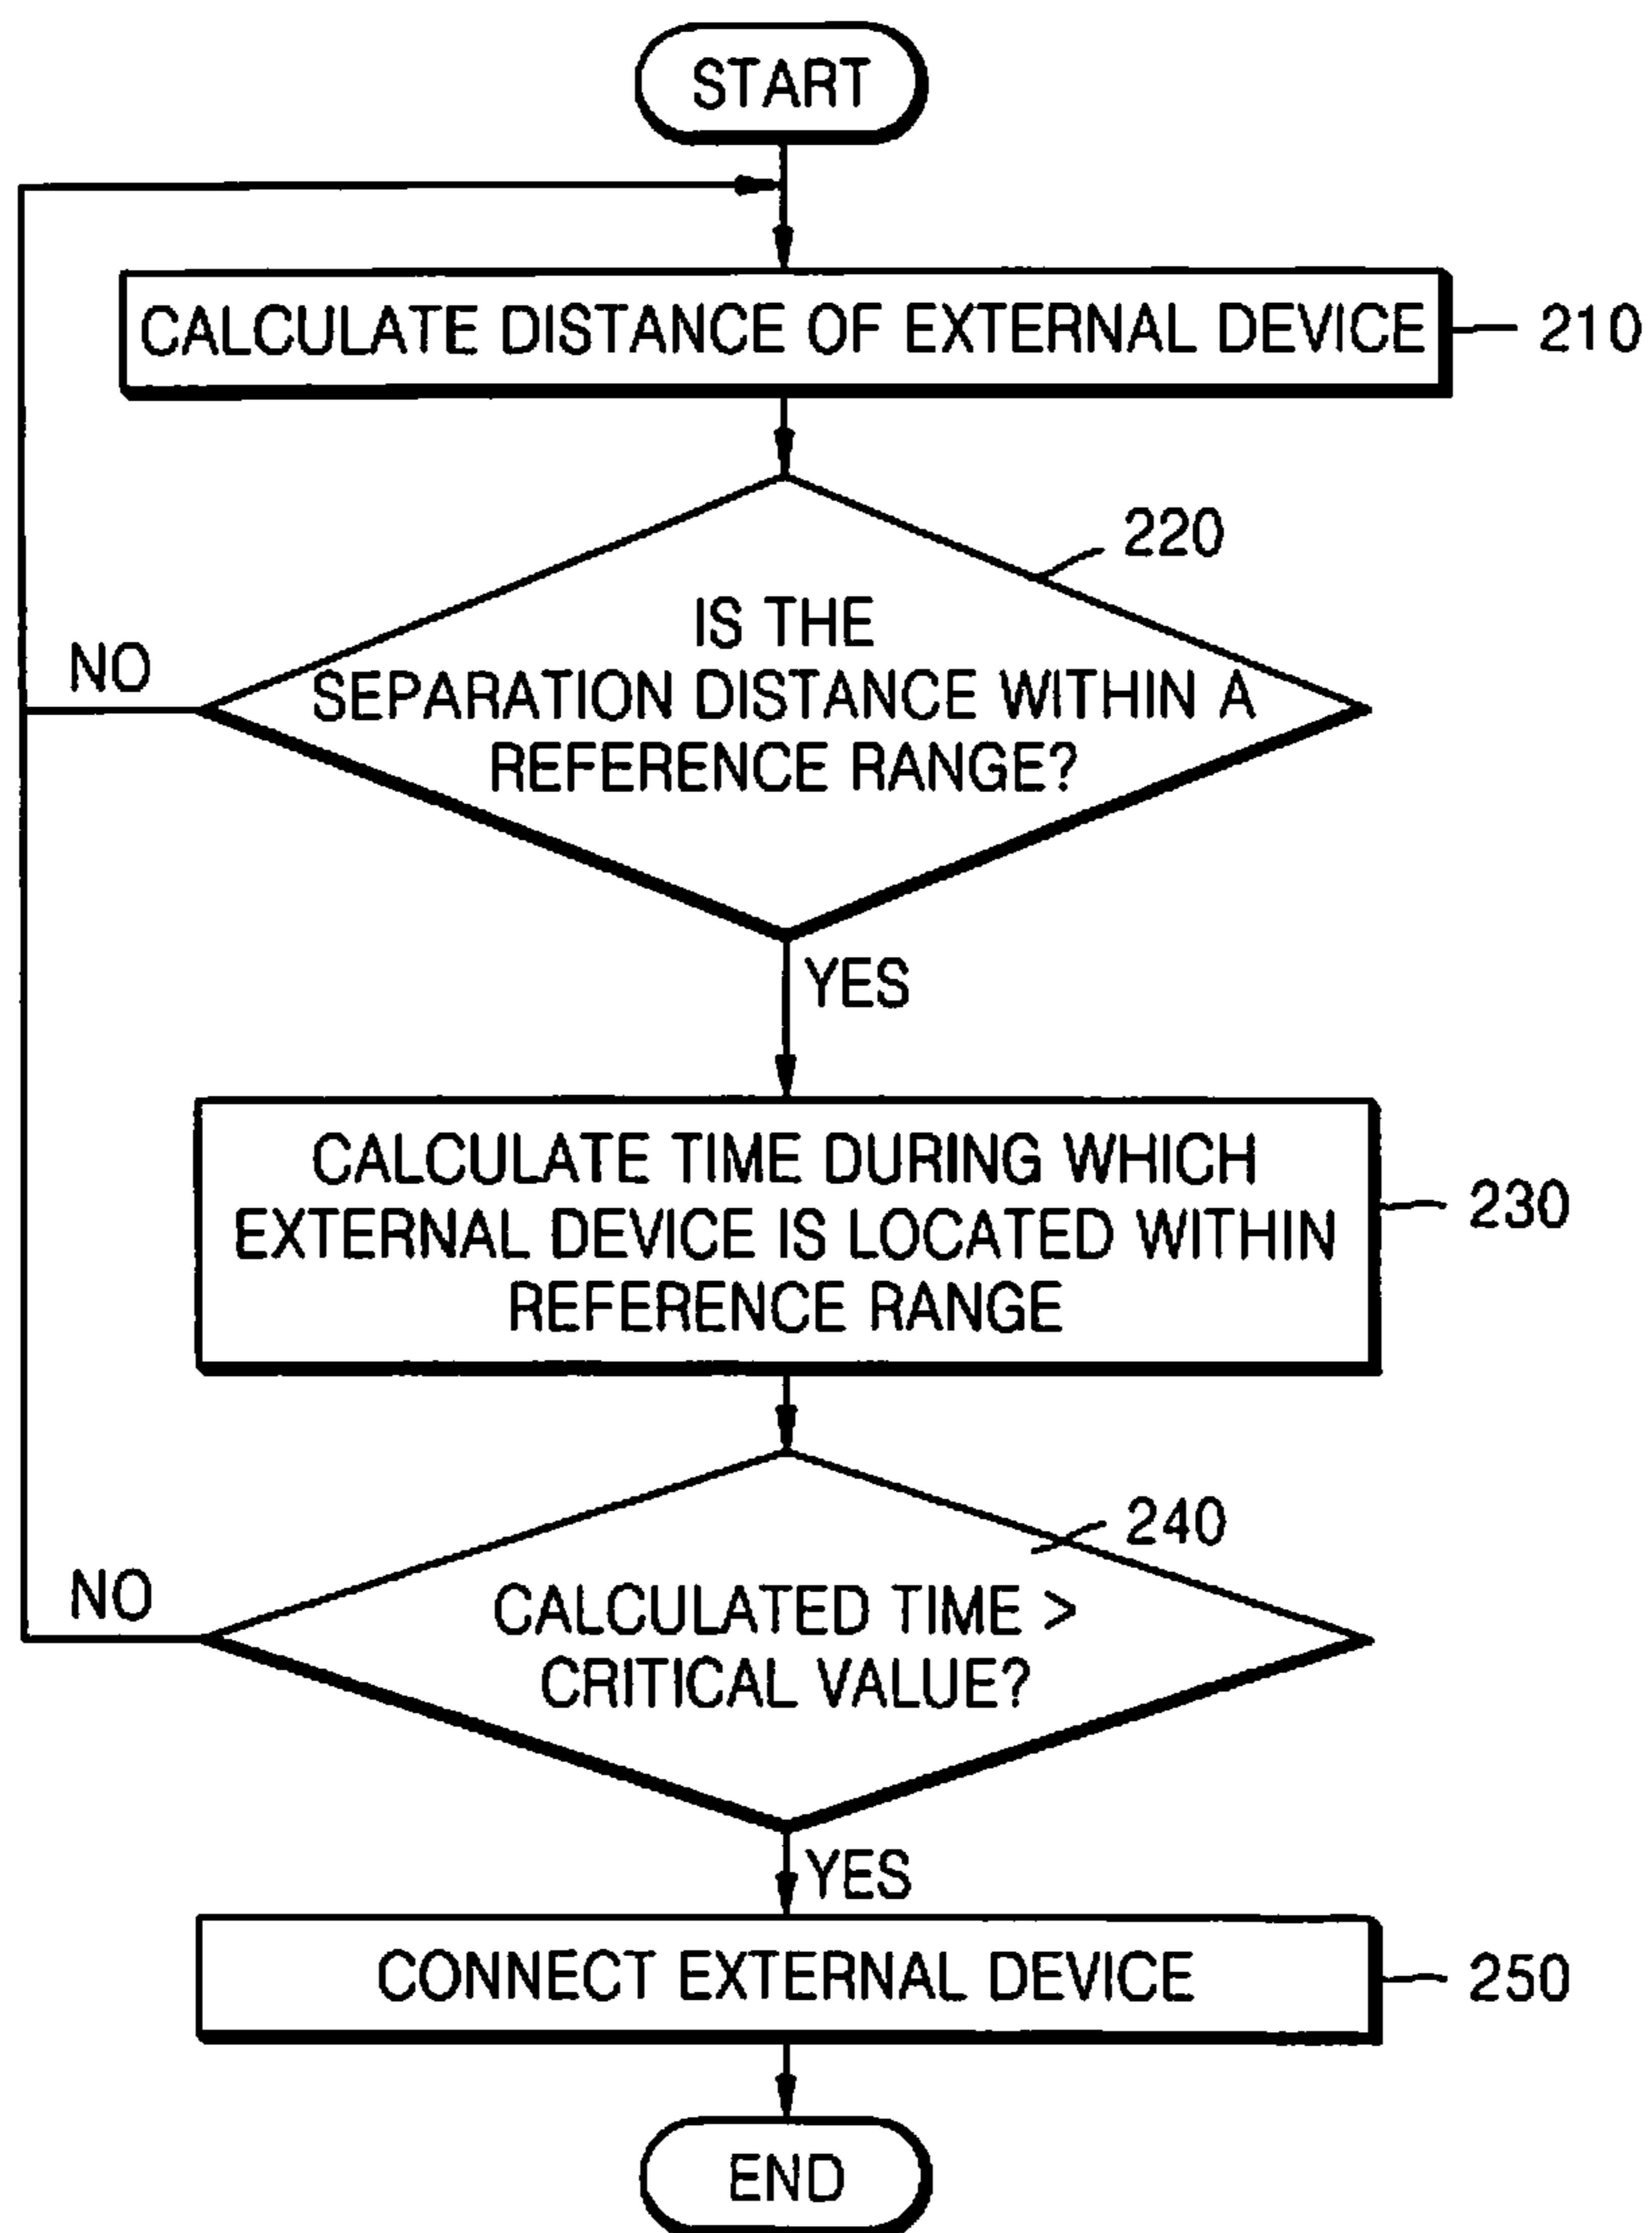 START
CALCULATE DISTANCE OF EXTERNAL DEVICE
210
220
IS THE
SEPARATION DISTANCE WITHIN A
REFERENCE RANGE?
NO
YES
CALCULATE TIME DURING WHICH
EXTERNAL DEVICE IS LOCATED WITHIN
REFERENCE RANGE
230
240
CALCULATED TIME >
CRITICAL VALUE?
NO
YES
CONNECT EXTERNAL DEVICE
250
END